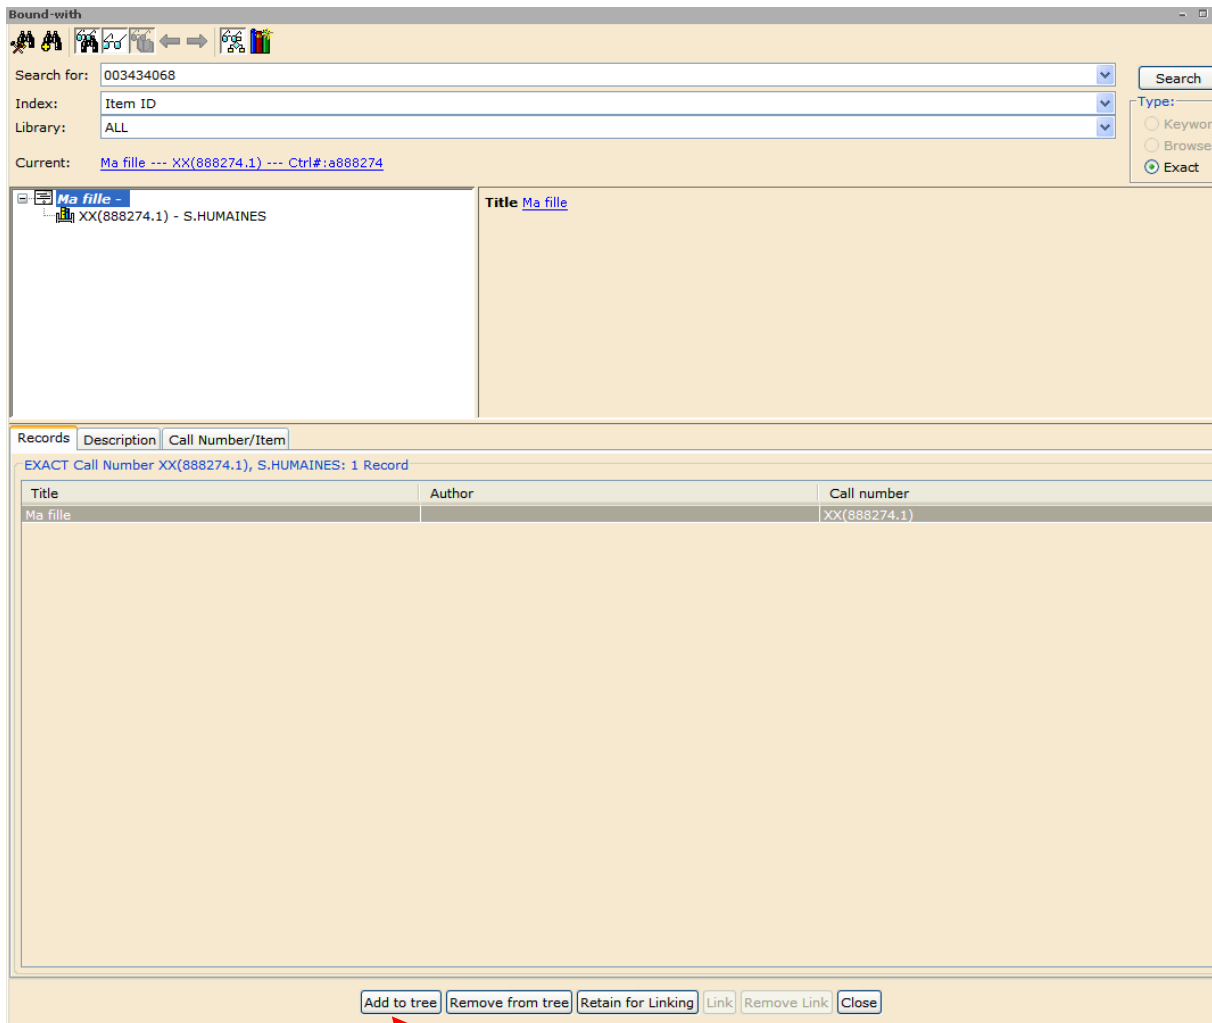 Bound-with
Search for: 003434068
Search
Index: Item ID
Type:
Library: ALL
Keywor
Browse
Current: Ma fille --- XX(888274.1) --- Ctrl#:a888274
Exact
Ma fille -
XX(888274.1) - S.HUMAINES
Title Ma fille
Records Description Call Number/Item
EXACT Call Number XX(888274.1), S.HUMAINES: 1 Record
Title Author Call number
Ma fille XX(888274.1)
Add to tree Remove from tree Retain for Linking Link Remove Link Close